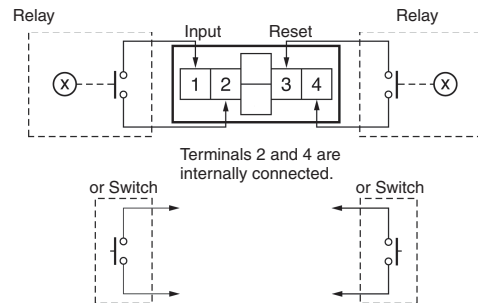 Relay
Relay
Input
Reset
X
1
2
3
4
X
Terminals 2 and 4 are
internally connected.
or Switch
or Switch